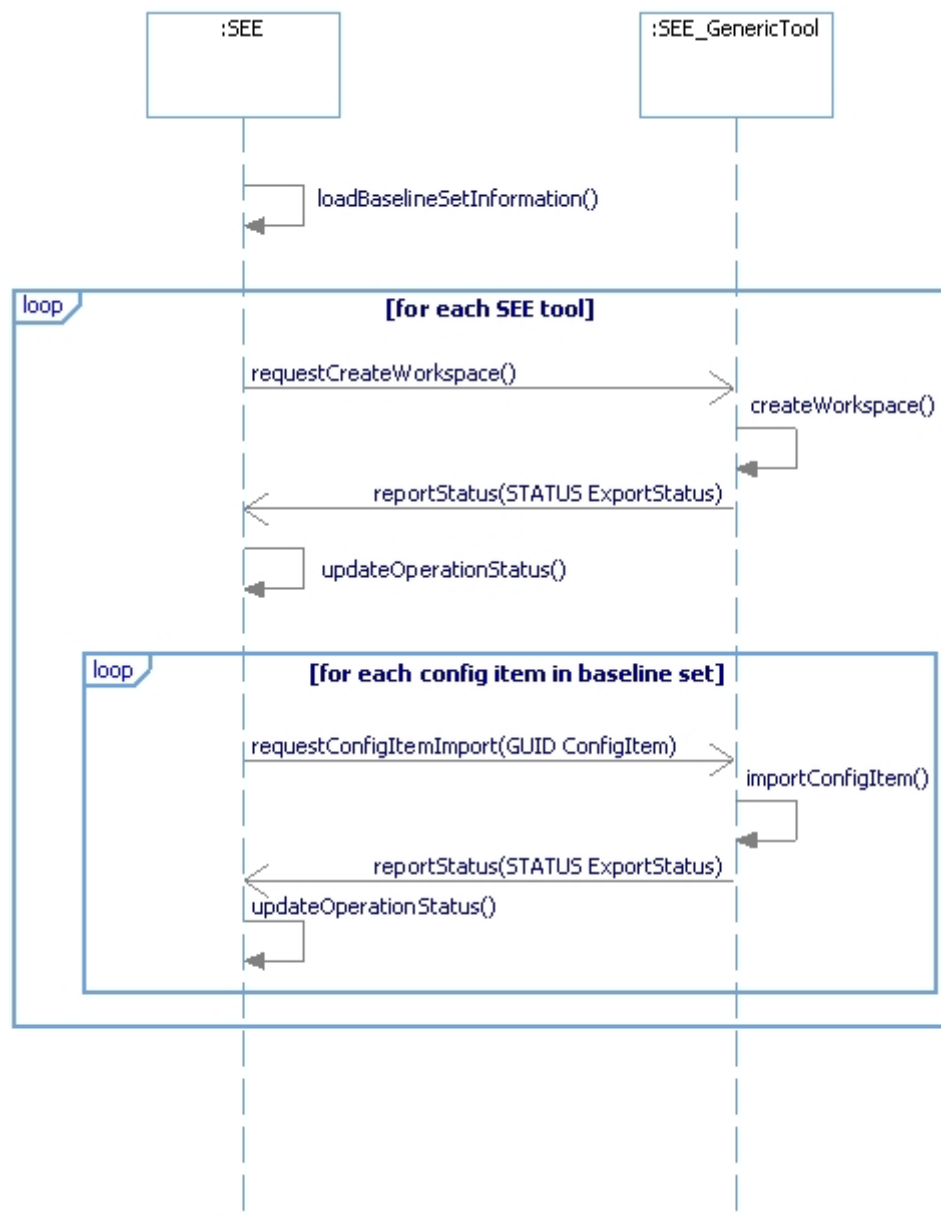 :SEE
:SEE_GenericTool
loadBaselineSetInformation()
loop
[for each SEE tool]
requestCreateWorkspace()
createWorkspace()
reportStatus(STATUS ExportStatus)
updateOperationStatus()
loop
[for each config item in baseline set]
requestConfigItemImport(GUID ConfigItem)
importConfigItem()
reportStatus(STATUS ExportStatus)
updateOperationStatus()